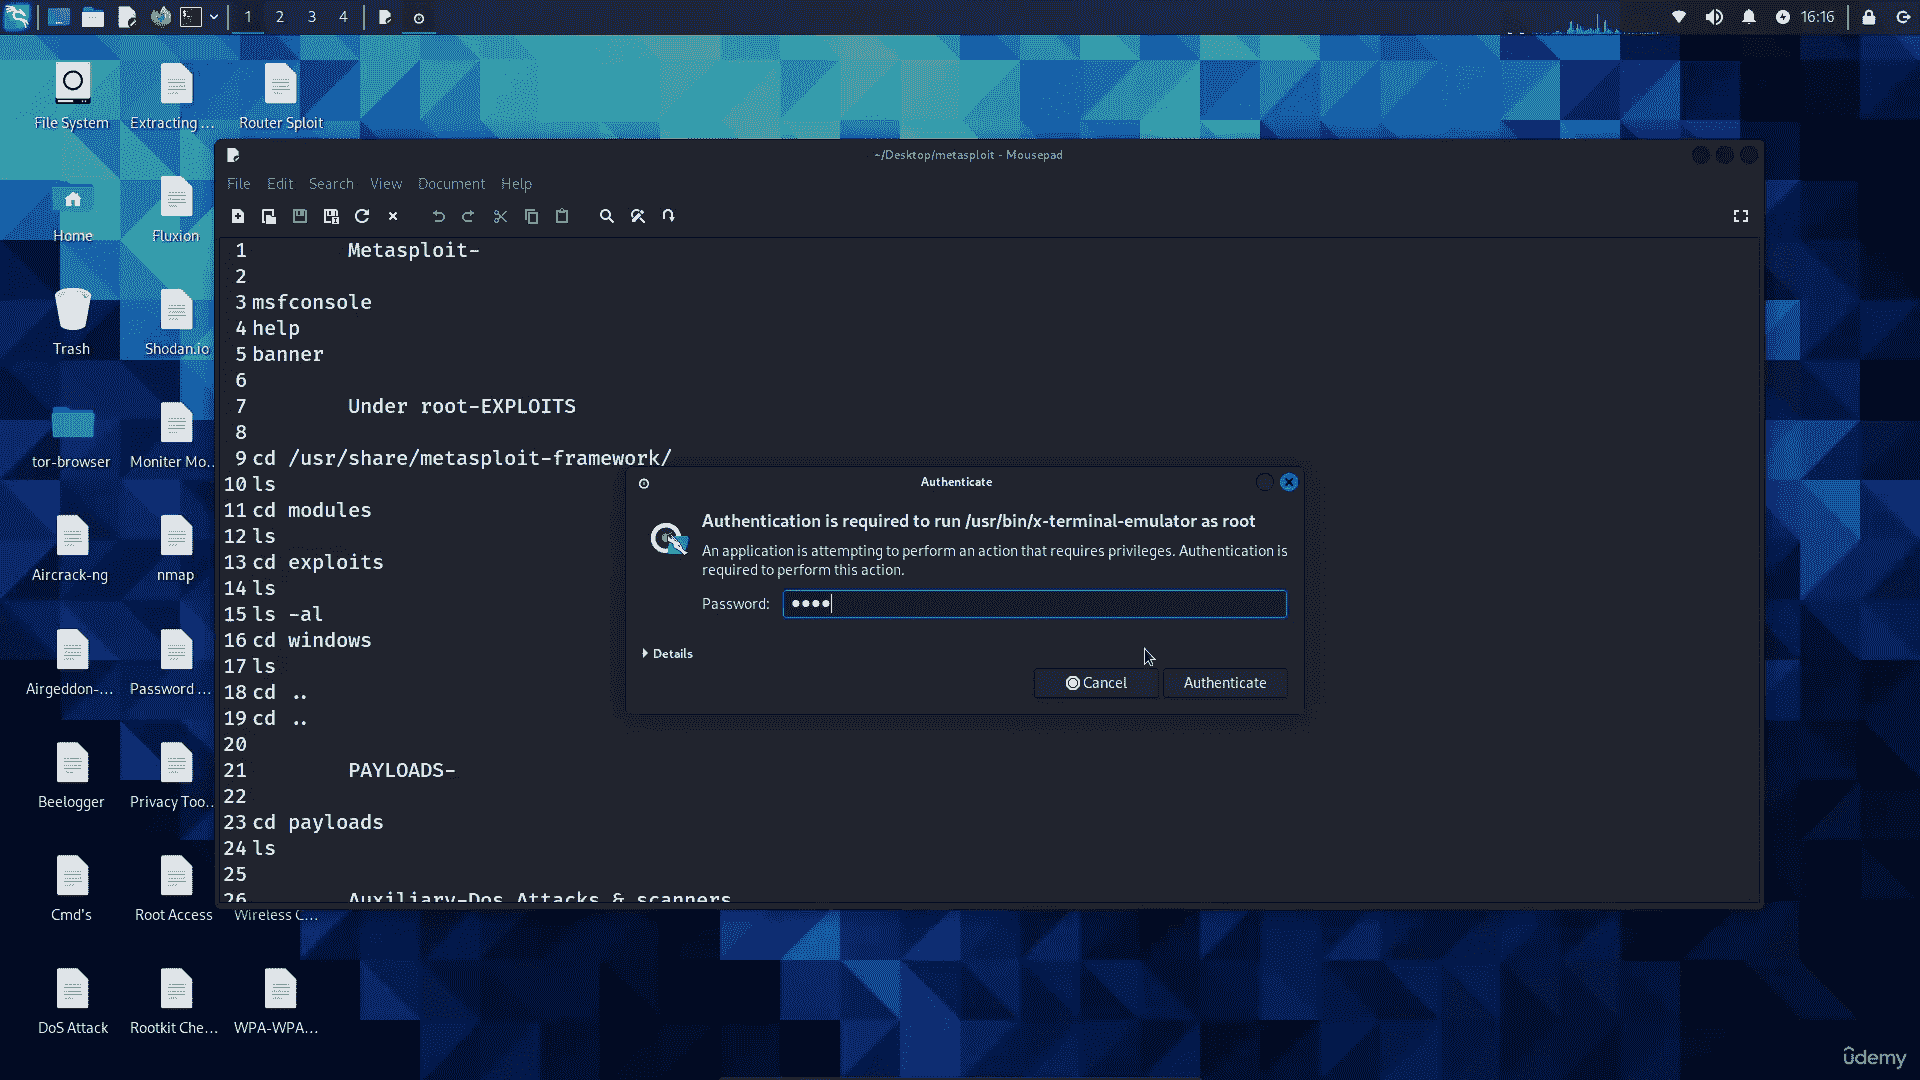 1 2 3 4 16:16
File System Extracting ... Router Sploit
~/Desktop/metasploit - Mousepad
File Edit Search View Document Help
Home Fluxion
Trash Shodan.io
tor-browser Moniter Mo...
Aircrack-ng nmap
Airgeddon-... Password ...
Beelogger Privacy Too...
Cmd's Root Access Wireless C...
DoS Attack Rootkit Che... WPA-WPA...
1 Metasploit-
2
3 msfconsole
4 help
5 banner
6
7 Under root-EXPLOITS
8
9 cd /usr/share/metasploit-framework/
10 ls
11 cd modules
12 ls
13 cd exploits
14 ls
15 ls -al
16 cd windows
17 ls
18 cd ..
19 cd ..
20
21 PAYLOADS-
22
23 cd payloads
24 ls
25
26 Auxiliary-Dos Attacks & scanners
Authenticate
Authentication is required to run /usr/bin/x-terminal-emulator as root
An application is attempting to perform an action that requires privileges. Authentication is
required to perform this action.
Password: ●●●●
Details
Cancel Authenticate
ûdemy